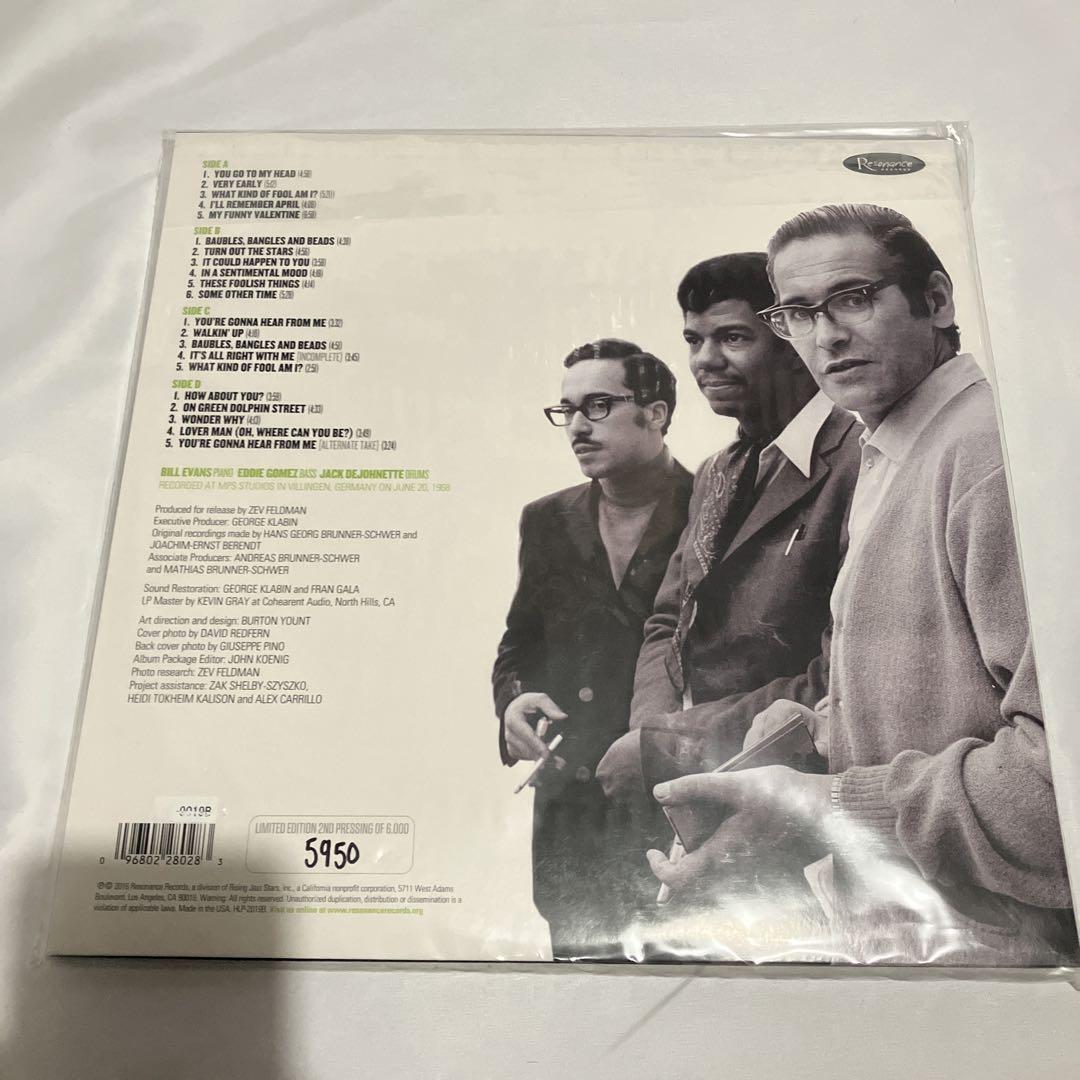 Resonance
RECORDS
SIDE A
1. YOU GO TO MY HEAD (4:58)
2. VERY EARLY (5:12)
3. WHAT KIND OF FOOL AM I? (5:20)
4. I'LL REMEMBER APRIL (4:08)
5. MY FUNNY VALENTINE (6:58)
SIDE B
1. BAUBLES, BANGLES AND BEADS (4:38)
2. TURN OUT THE STARS (4:56)
3. IT COULD HAPPEN TO YOU (3:58)
4. IN A SENTIMENTAL MOOD (4:18)
5. THESE FOOLISH THINGS (4:14)
6. SOME OTHER TIME (5:28)
SIDE C
1. YOU'RE GONNA HEAR FROM ME (3:32)
2. WALKIN' UP (4:10)
3. BAUBLES, BANGLES AND BEADS (4:51)
4. IT'S ALL RIGHT WITH ME [INCOMPLETE] (3:45)
5. WHAT KIND OF FOOL AM I? (2:51)
SIDE D
1. HOW ABOUT YOU? (3:59)
2. ON GREEN DOLPHIN STREET (4:33)
3. WONDER WHY (4:13)
4. LOVER MAN (OH, WHERE CAN YOU BE?) (3:49)
5. YOU'RE GONNA HEAR FROM ME [ALTERNATE TAKE] (3:24)
BILL EVANS PIANO EDDIE GOMEZ BASS JACK DEJOHNETTE DRUMS
RECORDED AT MPS STUDIOS IN VILLINGEN, GERMANY ON JUNE 20, 1968
Produced for release by ZEV FELDMAN
Executive Producer: GEORGE KLABIN
Original recordings made by HANS GEORG BRUNNER-SCHWER and
JOACHIM-ERNST BERENDT
Associate Producers: ANDREAS BRUNNER-SCHWER
and MATHIAS BRUNNER-SCHWER
Sound Restoration: GEORGE KLABIN and FRAN GALA
LP Master by KEVIN GRAY at Cohearent Audio, North Hills, CA
Art direction and design: BURTON YOUNT
Cover photo by DAVID REDFERN
Back cover photo by GIUSEPPE PINO
Album Package Editor: JOHN KOENIG
Photo research: ZEV FELDMAN
Project assistance: ZAK SHELBY-SZYSZKO,
HEIDI TOKHEIM KALISON and ALEX CARRILLO
-9019B
0 96802 28028 3
LIMITED EDITION 2ND PRESSING OF 6,000
5950
℗© 2016 Resonance Records, a division of Rising Jazz Stars, Inc., a California nonprofit corporation, 5711 West Adams
Boulevard, Los Angeles, CA 90016. Warning: All rights reserved. Unauthorized duplication, distribution or dissemination is a
violation of applicable laws. Made in the USA. HLP-2019B. Visit us online at www.resonancerecords.org